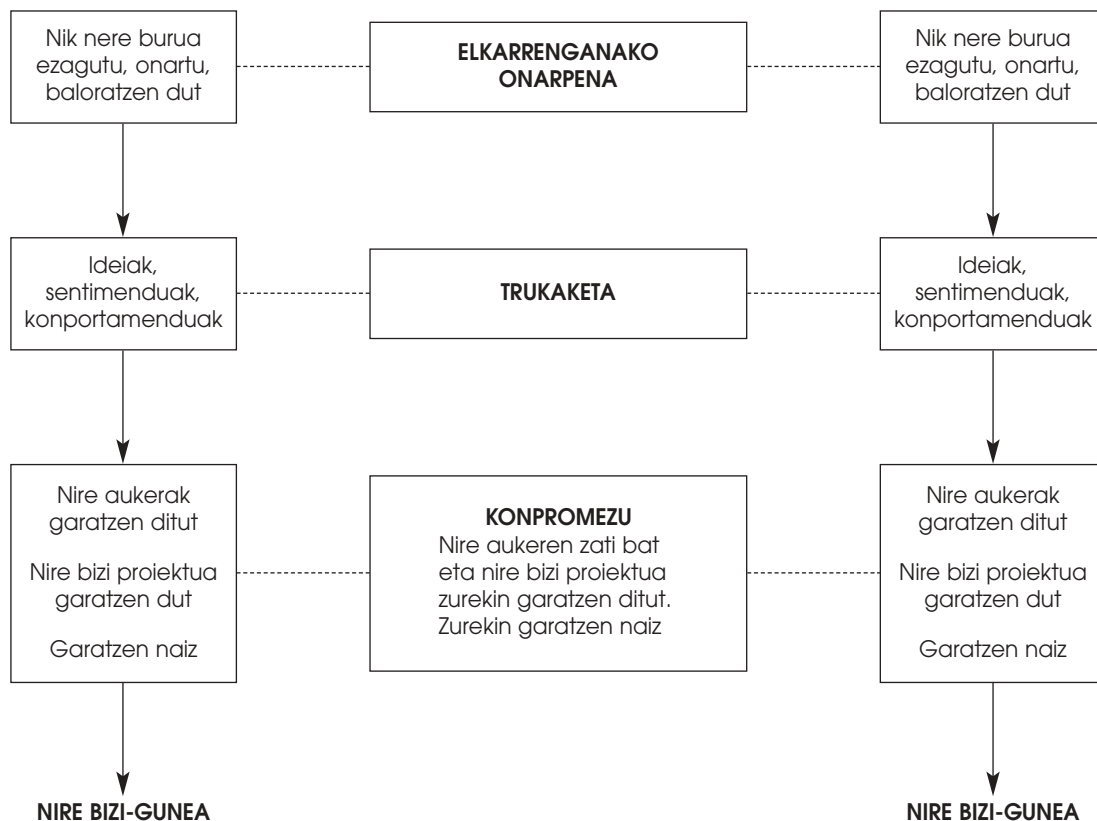 Nik nere burua
ezagutu, onartu,
baloratzen dut
ELKARRENGANAKO
ONARPENA
Nik nere burua
ezagutu, onartu,
baloratzen dut
Ideiak,
sentimenduak,
konportamenduak
TRUKAKETA
Ideiak,
sentimenduak,
konportamenduak
Nire aukerak
garatzen ditut
Nire bizi proiektua
garatzen dut
Garatzen naiz
KONPROMEZU
Nire aukeren zati bat
eta nire bizi proiektua
zurekin garatzen ditut.
Zurekin garatzen naiz
Nire aukerak
garatzen ditut
Nire bizi proiektua
garatzen dut
Garatzen naiz
NIRE BIZI-GUNEA
NIRE BIZI-GUNEA